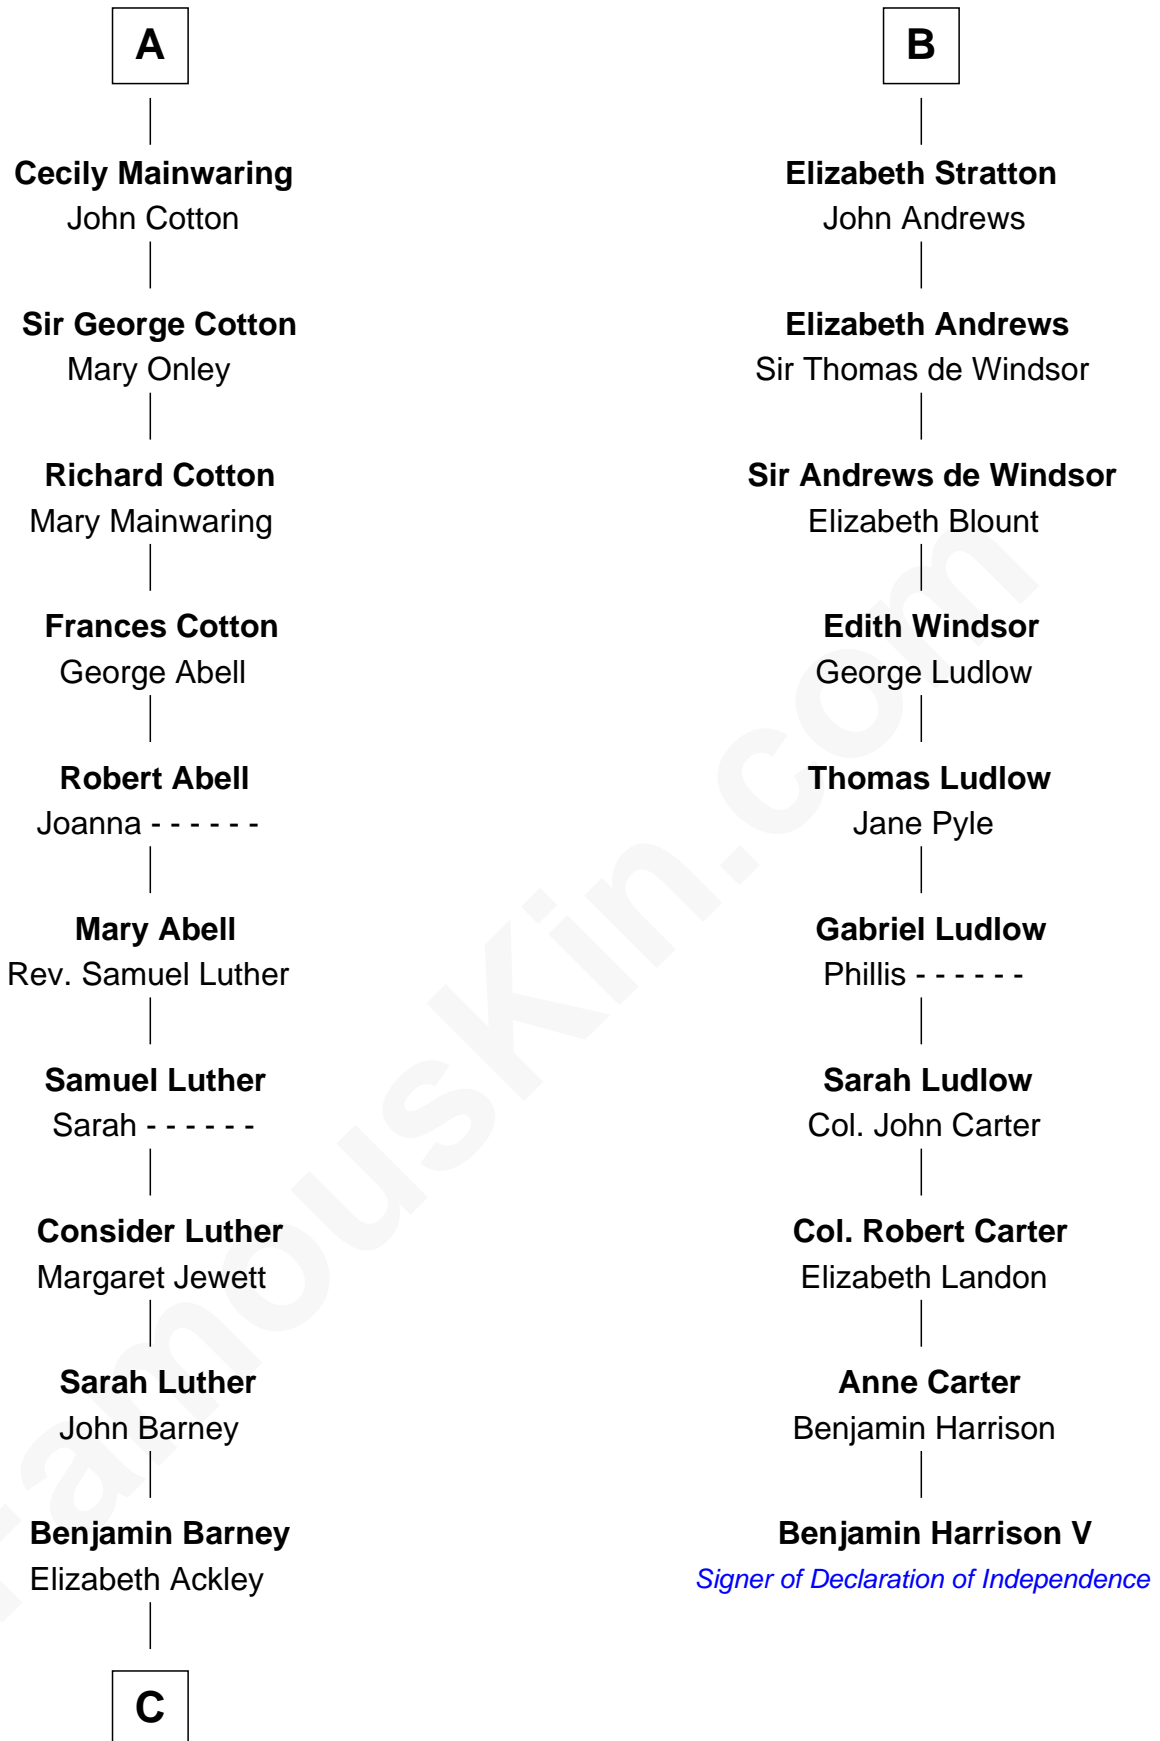 A
Cecily Mainwaring
John Cotton
Sir George Cotton
Mary Onley
Richard Cotton
Mary Mainwaring
Frances Cotton
George Abell
Robert Abell
Joanna - - - - - -
Mary Abell
Rev. Samuel Luther
Samuel Luther
Sarah - - - - - -
Consider Luther
Margaret Jewett
Sarah Luther
John Barney
Benjamin Barney
Elizabeth Ackley
C
B
Elizabeth Stratton
John Andrews
Elizabeth Andrews
Sir Thomas de Windsor
Sir Andrews de Windsor
Elizabeth Blount
Edith Windsor
George Ludlow
Thomas Ludlow
Jane Pyle
Gabriel Ludlow
Phillis - - - - - -
Sarah Ludlow
Col. John Carter
Col. Robert Carter
Elizabeth Landon
Anne Carter
Benjamin Harrison
Benjamin Harrison V
Signer of Declaration of Independence
FamousKin.com